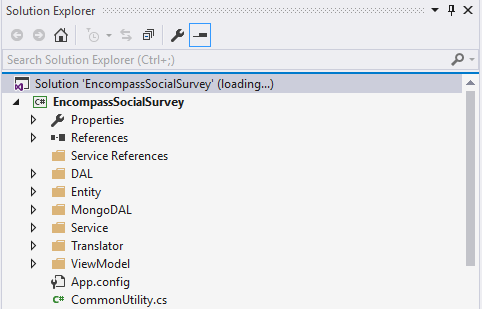 Solution Explorer
Search Solution Explorer (Ctrl+;)
Solution 'EncompassSocialSurvey' (loading...)
C# EncompassSocialSurvey
Properties
References
Service References
DAL
Entity
MongoDAL
Service
Translator
ViewModel
App.config
C# CommonUtility.cs